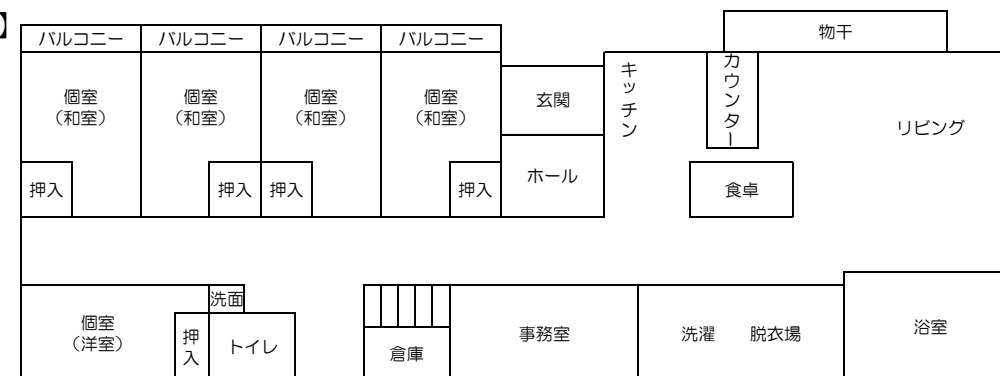 】
バルコニー
バルコニー
バルコニー
バルコニー
物干
個室
（和室）
個室
（和室）
個室
（和室）
個室
（和室）
玄関
キッチン
カウンター
リビング
押入
押入
押入
押入
ホール
食卓
個室
（洋室）
洗面
押入
トイレ
倉庫
事務室
洗濯
脱衣場
浴室